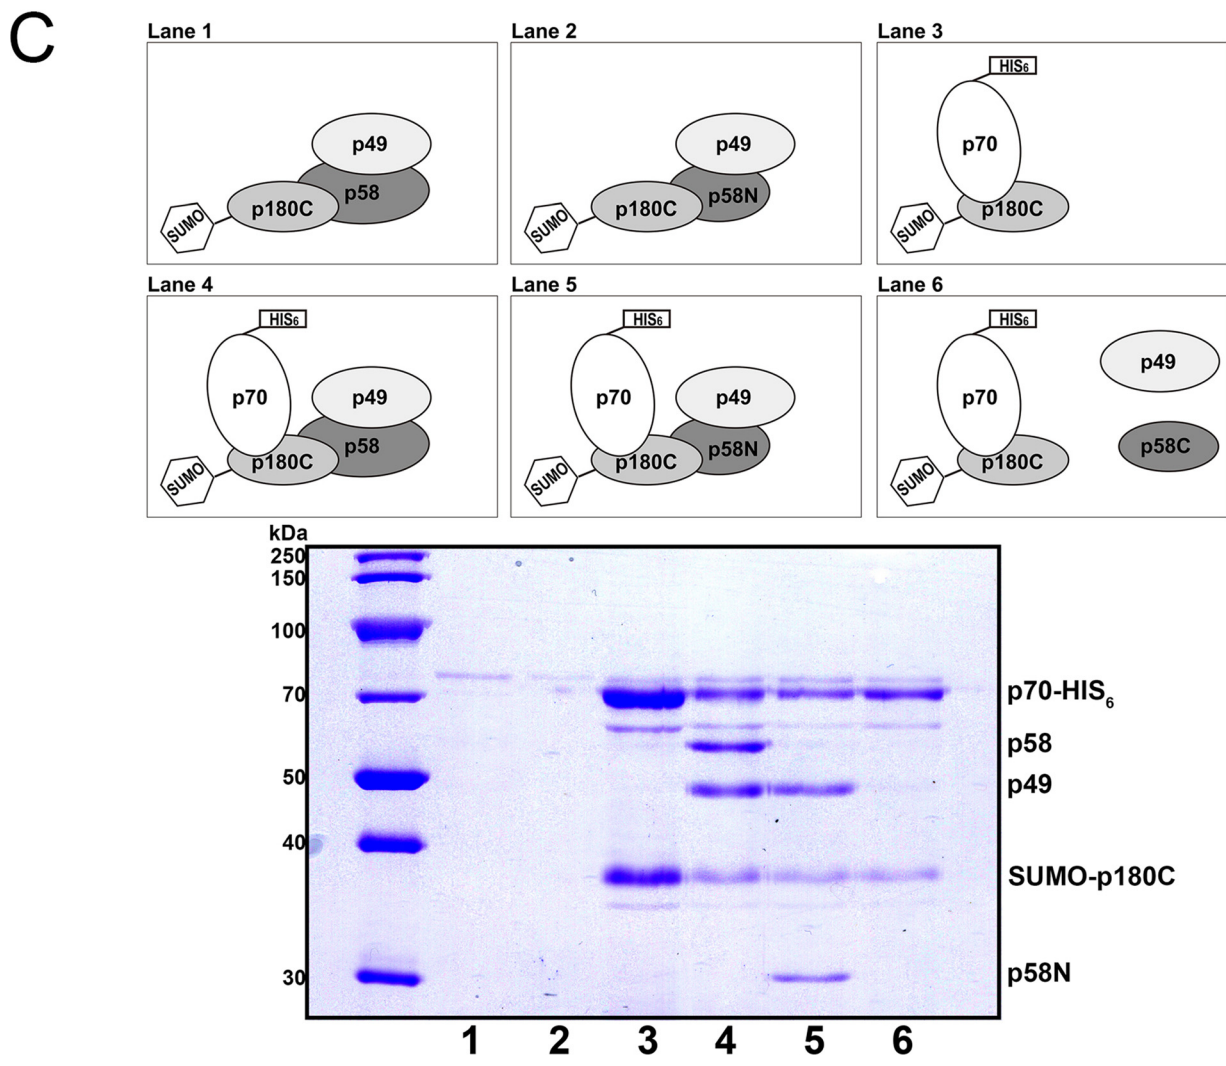 C
Lane 1
Lane 2
Lane 3
p49
p58
p180C
SUMO
p49
p58N
p180C
SUMO
HIS6
p70
p180C
SUMO
Lane 4
Lane 5
Lane 6
HIS6
p70
p49
p58
p180C
SUMO
HIS6
p70
p49
p58N
p180C
SUMO
HIS6
p70
p49
p58C
p180C
SUMO
kDa
250
150
100
70
50
40
30
p70-HIS6
p58
p49
SUMO-p180C
p58N
1 2 3 4 5 6